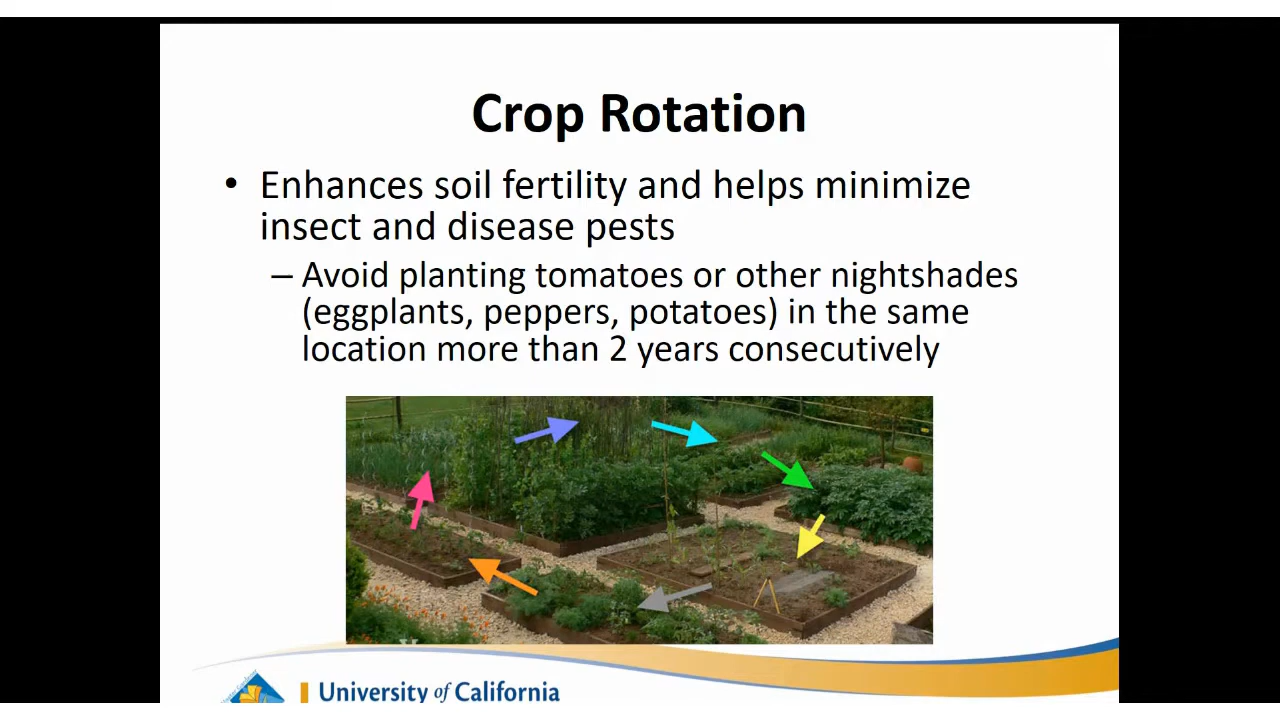 Crop Rotation
• Enhances soil fertility and helps minimize
insect and disease pests
– Avoid planting tomatoes or other nightshades
(eggplants, peppers, potatoes) in the same
location more than 2 years consecutively
University of California